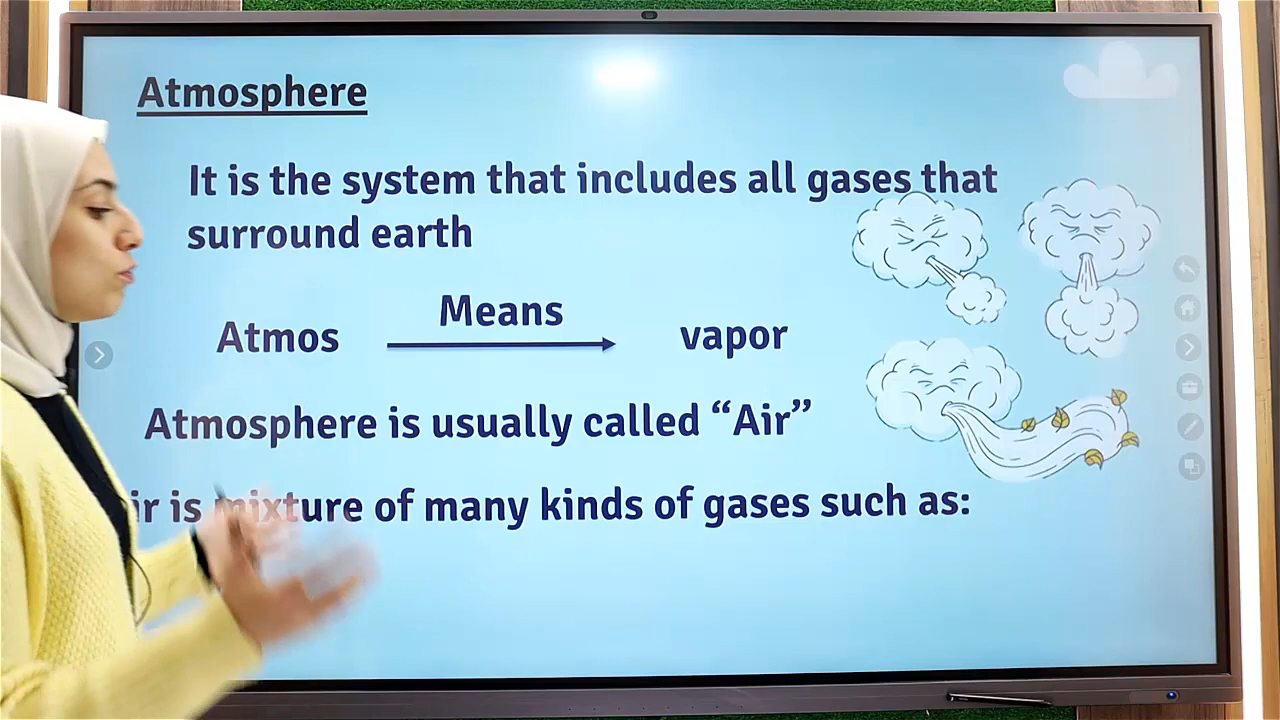 Atmosphere
It is the system that includes all gases that
surround earth
Means
Atmos vapor
Atmosphere is usually called “Air”
is mixture of many kinds of gases such as: